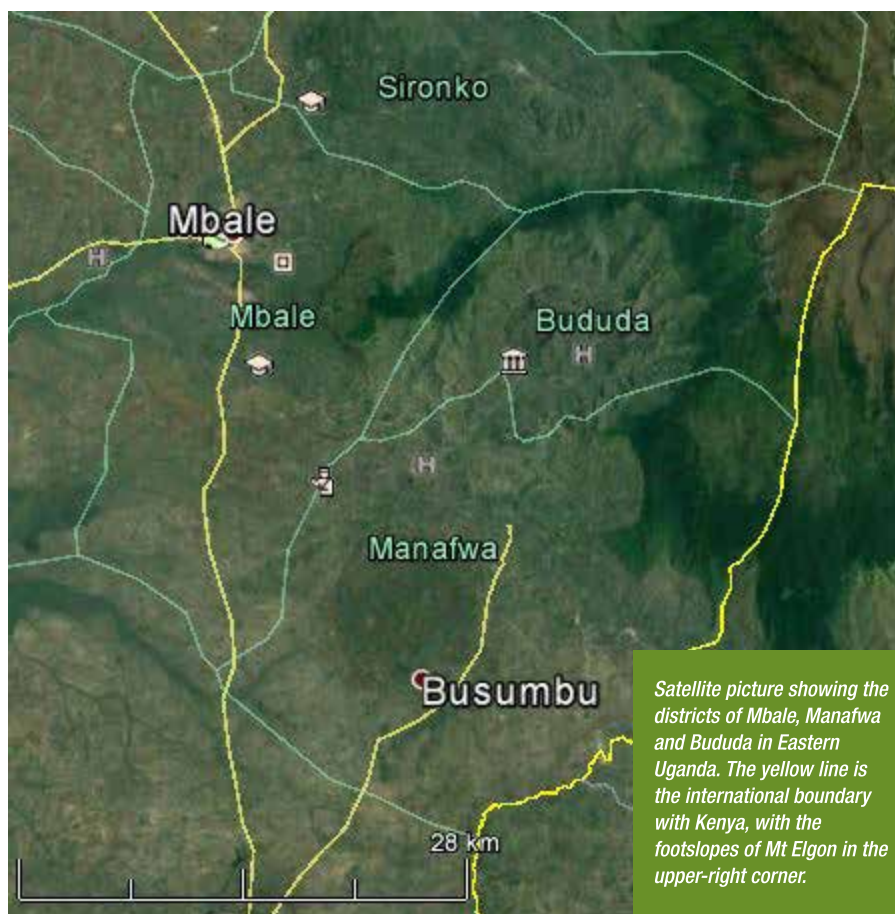 Sironko
Mbale
H
Mbale
Bududa
H
H
Manafwa
Busumbu
28 km
Satellite picture showing the
districts of Mbale, Manafwa
and Bududa in Eastern
Uganda. The yellow line is
the international boundary
with Kenya, with the
footslopes of Mt Elgon in the
upper-right corner.